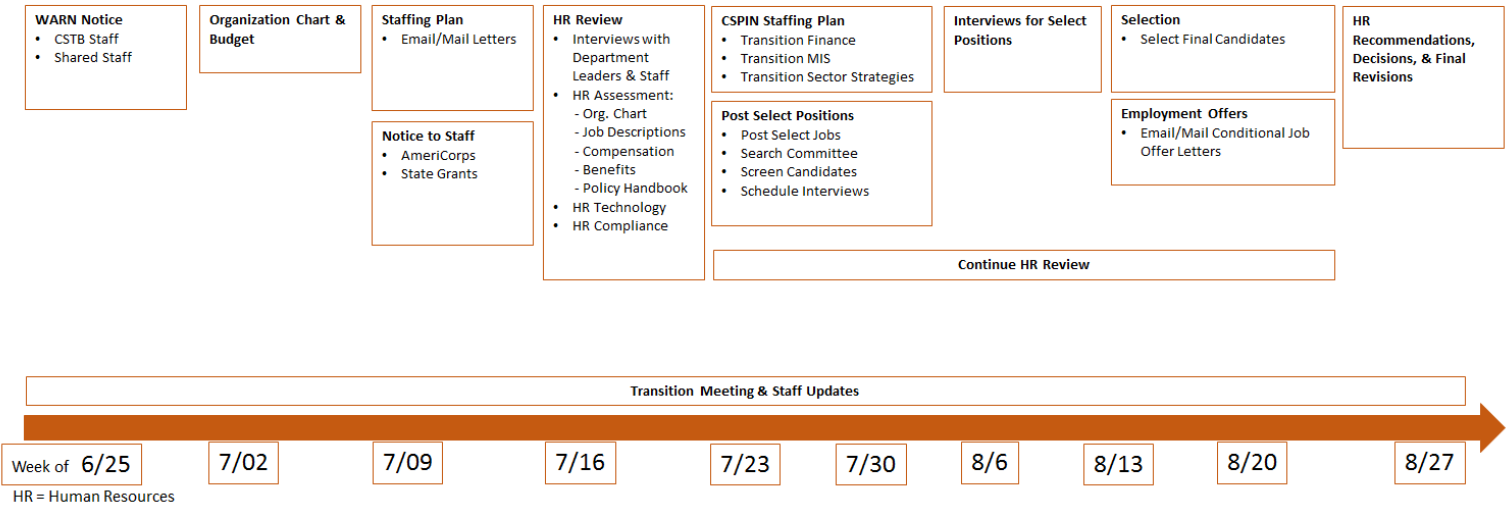 WARN Notice
• CSTB Staff
• Shared Staff
Organization Chart &
Budget
Staffing Plan
• Email/Mail Letters
Notice to Staff
• AmeriCorps
• State Grants
HR Review
• Interviews with
Department
Leaders & Staff
• HR Assessment:
- Org. Chart
- Job Descriptions
- Compensation
- Benefits
- Policy Handbook
• HR Technology
• HR Compliance
CSPIN Staffing Plan
• Transition Finance
• Transition MIS
• Transition Sector Strategies
Post Select Positions
• Post Select Jobs
• Search Committee
• Screen Candidates
• Schedule Interviews
Interviews for Select
Positions
Selection
• Select Final Candidates
Employment Offers
• Email/Mail Conditional Job
Offer Letters
HR
Recommendations,
Decisions, & Final
Revisions
Continue HR Review
Transition Meeting & Staff Updates
Week of 6/25
7/02
7/09
7/16
7/23
7/30
8/6
8/13
8/20
8/27
HR = Human Resources